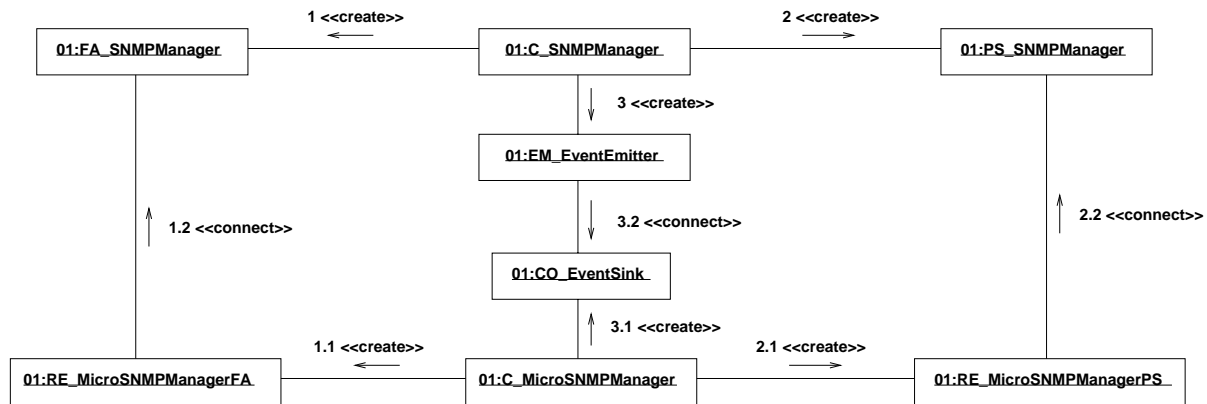 1 <<create>>
2 <<create>>
01:FA_SNMPManager
01:C_SNMPManager
01:PS_SNMPManager
3 <<create>>
01:EM_EventEmitter
1.2 <<connect>>
3.2 <<connect>>
2.2 <<connect>>
01:CO_EventSink
3.1 <<create>>
1.1 <<create>>
2.1 <<create>>
01:RE_MicroSNMPManagerFA
01:C_MicroSNMPManager
01:RE_MicroSNMPManagerPS